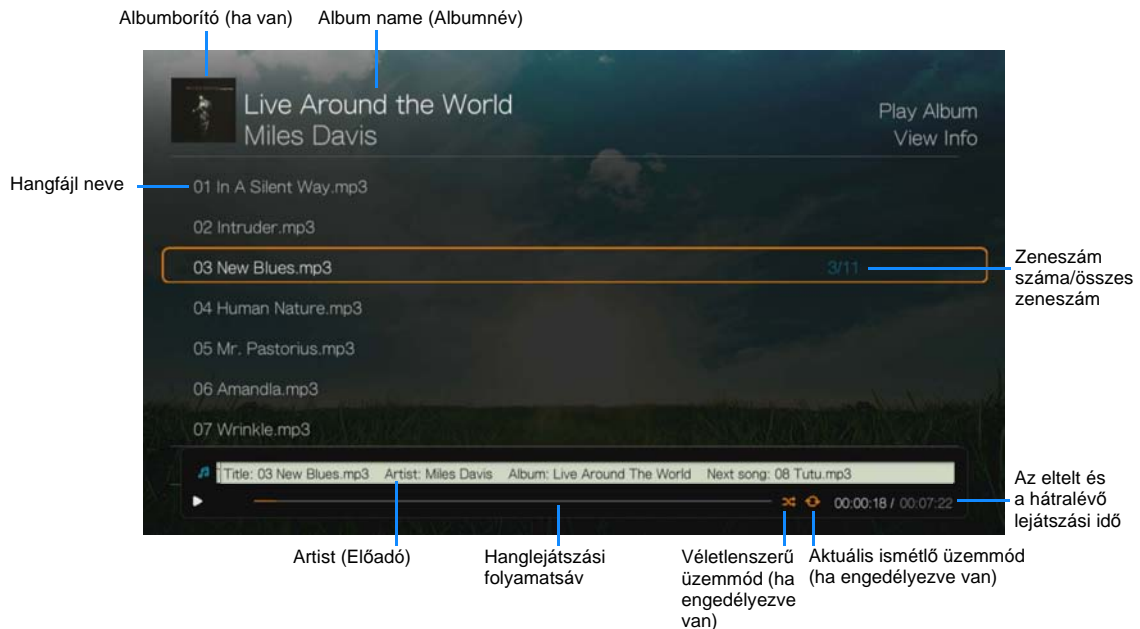 Albumborító (ha van)
Album name (Albumnév)
Live Around the World
Miles Davis
Play Album
View Info
Hangfájl neve
01 In A Silent Way.mp3
02 Intruder.mp3
03 New Blues.mp3
3/11
Zeneszám
száma/összes
zeneszám
04 Human Nature.mp3
05 Mr. Pastorius.mp3
06 Amandla.mp3
07 Wrinkle.mp3
Title: 03 New Blues.mp3 Artist: Miles Davis Album: Live Around The World Next song: 08 Tutu.mp3
00:00:18 / 00:07:22
Az eltelt és
a hátralévő
lejátszási idő
Artist (Előadó)
Hanglejátszási
folyamatsáv
Véletlenszerű
üzemmód (ha
engedélyezve
van)
Aktuális ismétlő üzemmód
(ha engedélyezve van)